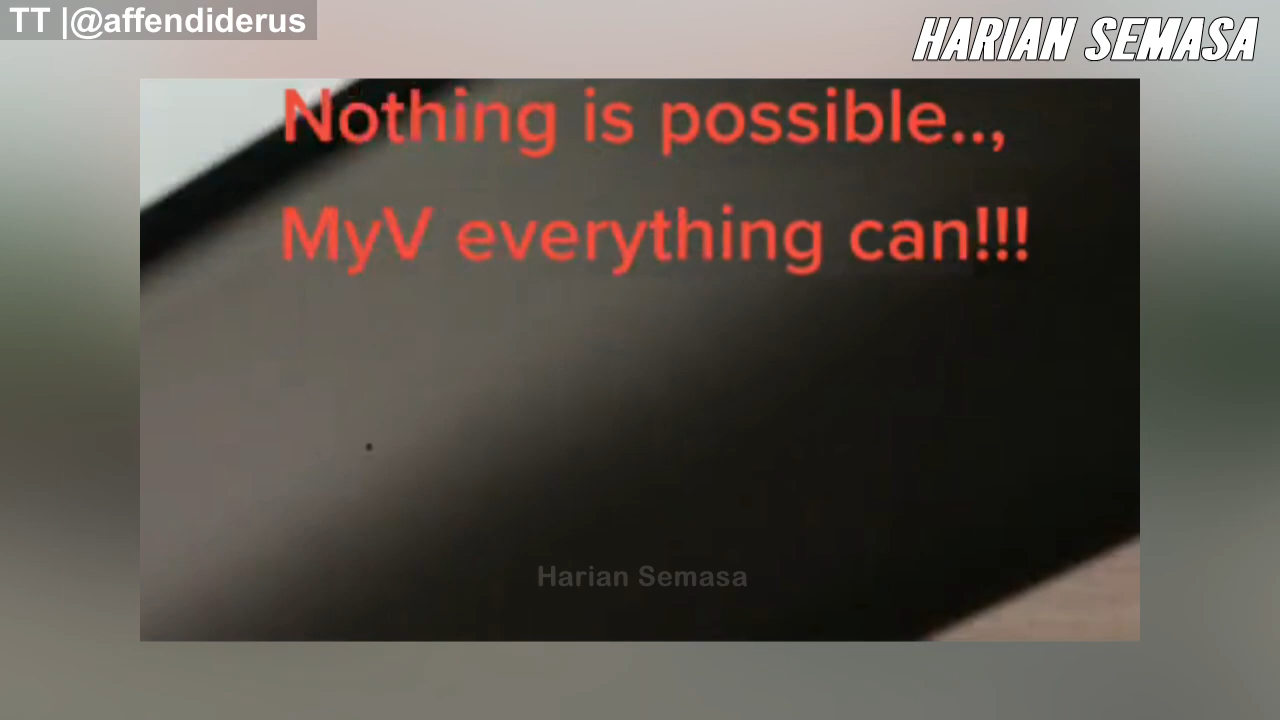 TT |@affendiderus
HARIAN SEMASA
Nothing is possible..,
MyV everything can!!!
Harian Semasa